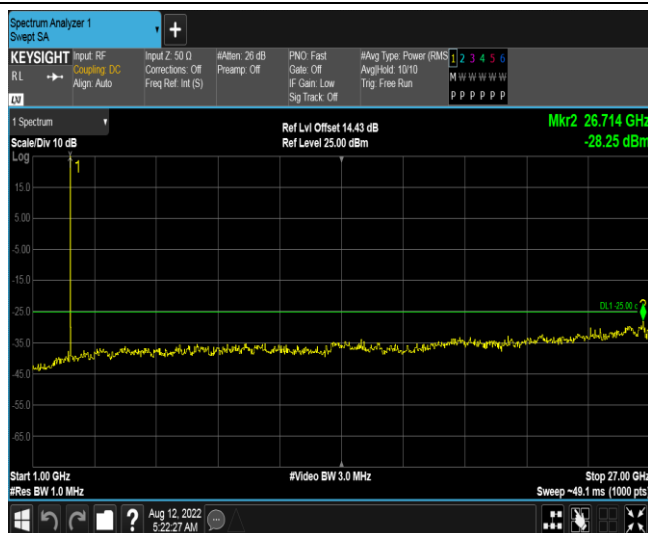 Spectrum Analyzer 1
Swept SA
+
KEYSIGHT
RL
LXI
Input: RF
Coupling: DC
Align: Auto
Input Z: 50 Ω
Corrections: Off
Freq Ref: Int (S)
#Atten: 26 dB
Preamp: Off
PNO: Fast
Gate: Off
IF Gain: Low
Sig Track: Off
#Avg Type: Power (RMS
Avg|Hold: 10/10
Trig: Free Run
1 2 3 4 5 6
M W W W W W
P P P P P P
1 Spectrum
Scale/Div 10 dB
Log
Ref Lvl Offset 14.43 dB
Ref Level 25.00 dBm
Mkr2 26.714 GHz
-28.25 dBm
1
15.0
5.00
-5.00
-15.0
-25.0
DL1 -25.00 c
2
-35.0
-45.0
-55.0
-65.0
Start 1.00 GHz
#Res BW 1.0 MHz
#Video BW 3.0 MHz
Stop 27.00 GHz
Sweep ~49.1 ms (1000 pts)
?
Aug 12, 2022
5:22:27 AM